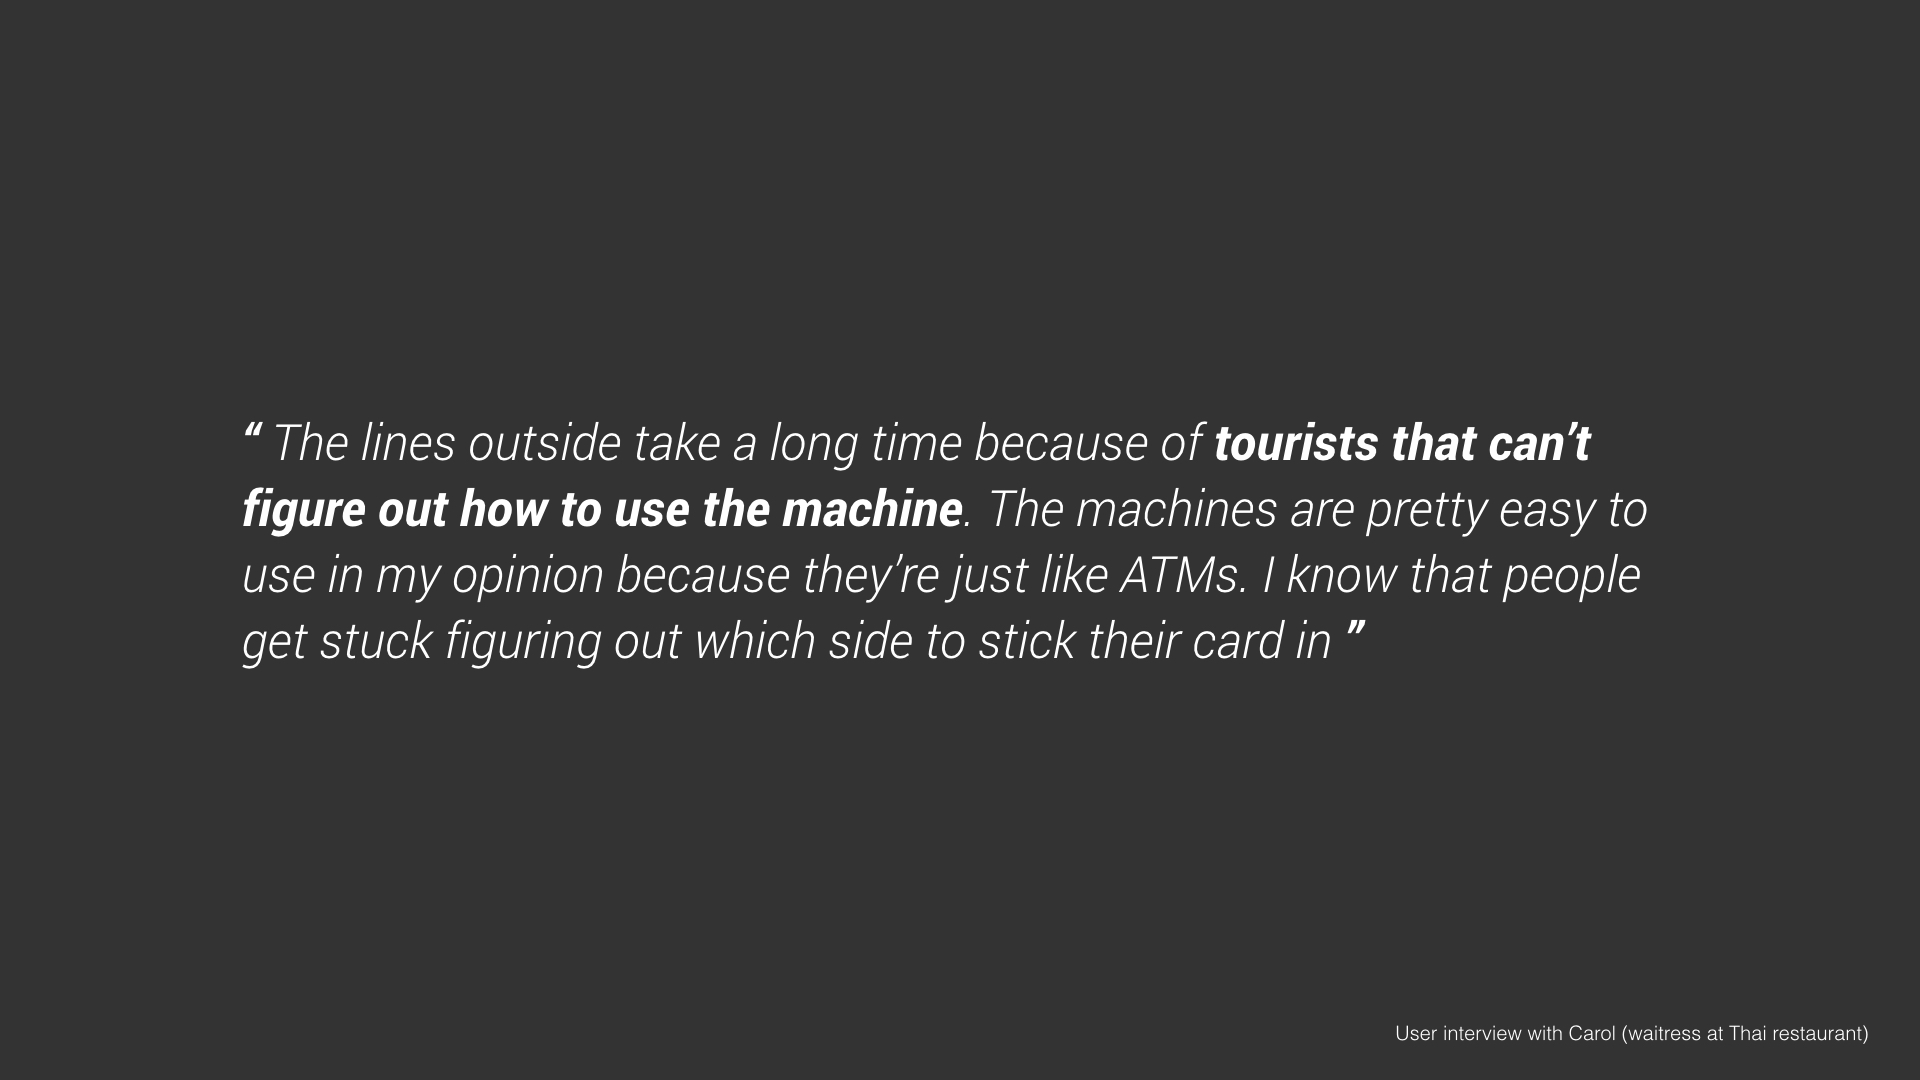 “ The lines outside take a long time because of tourists that can’t
figure out how to use the machine. The machines are pretty easy to
use in my opinion because they’re just like ATMs. I know that people
get stuck figuring out which side to stick their card in ”
User interview with Carol (waitress at Thai restaurant)